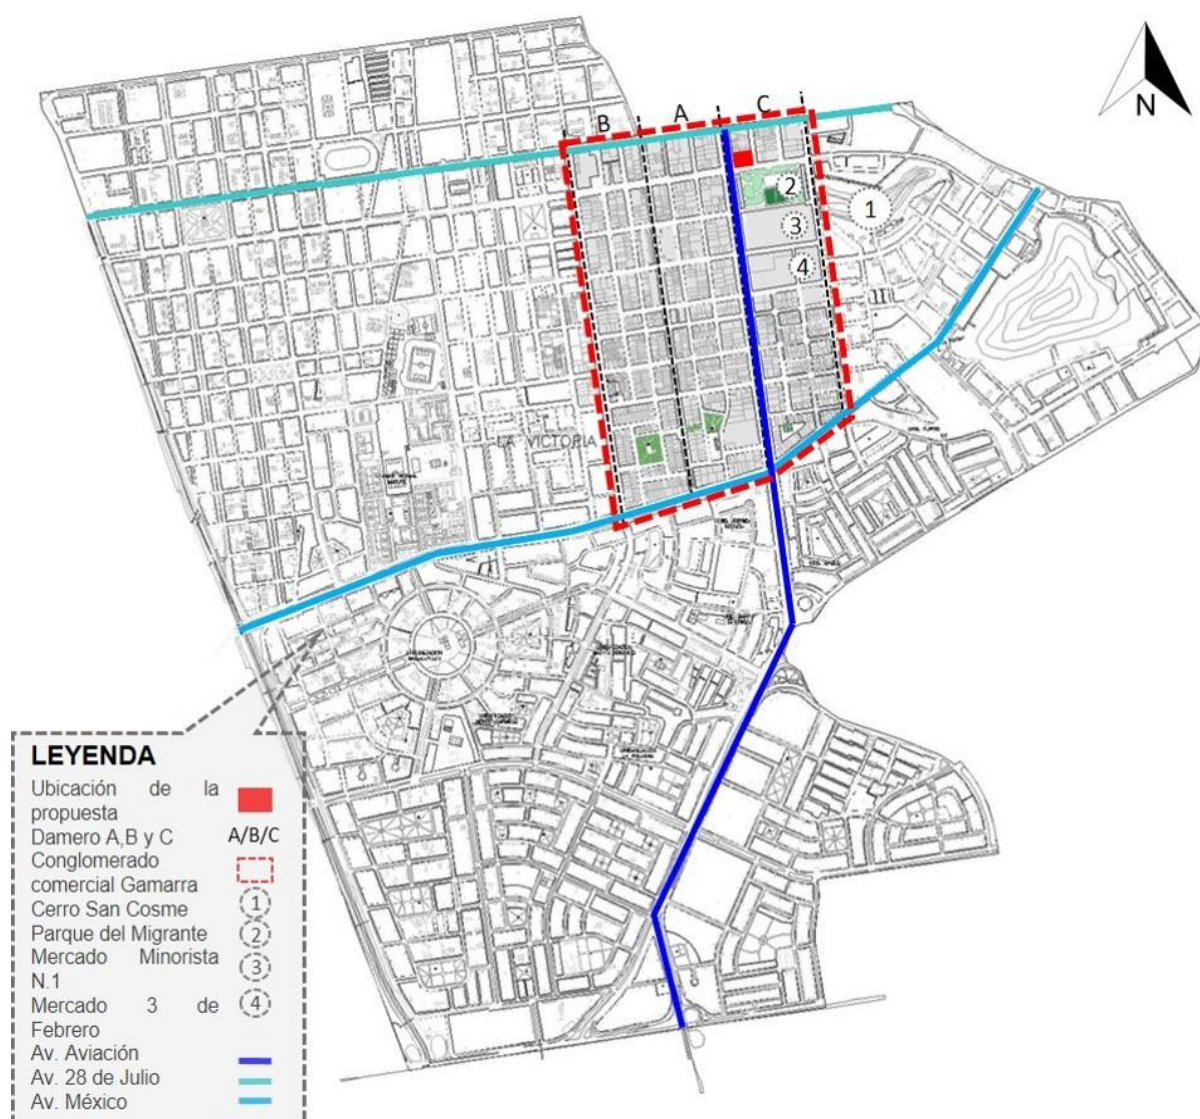 N
B A C
2
1
3
4
LA VICTORIA
LEYENDA
Ubicación de la
propuesta
Damero A,B y C A/B/C
Conglomerado
comercial Gamarra
Cerro San Cosme 1
Parque del Migrante 2
Mercado Minorista 3
N.1
Mercado 3 de 4
Febrero
Av. Aviación
Av. 28 de Julio
Av. México